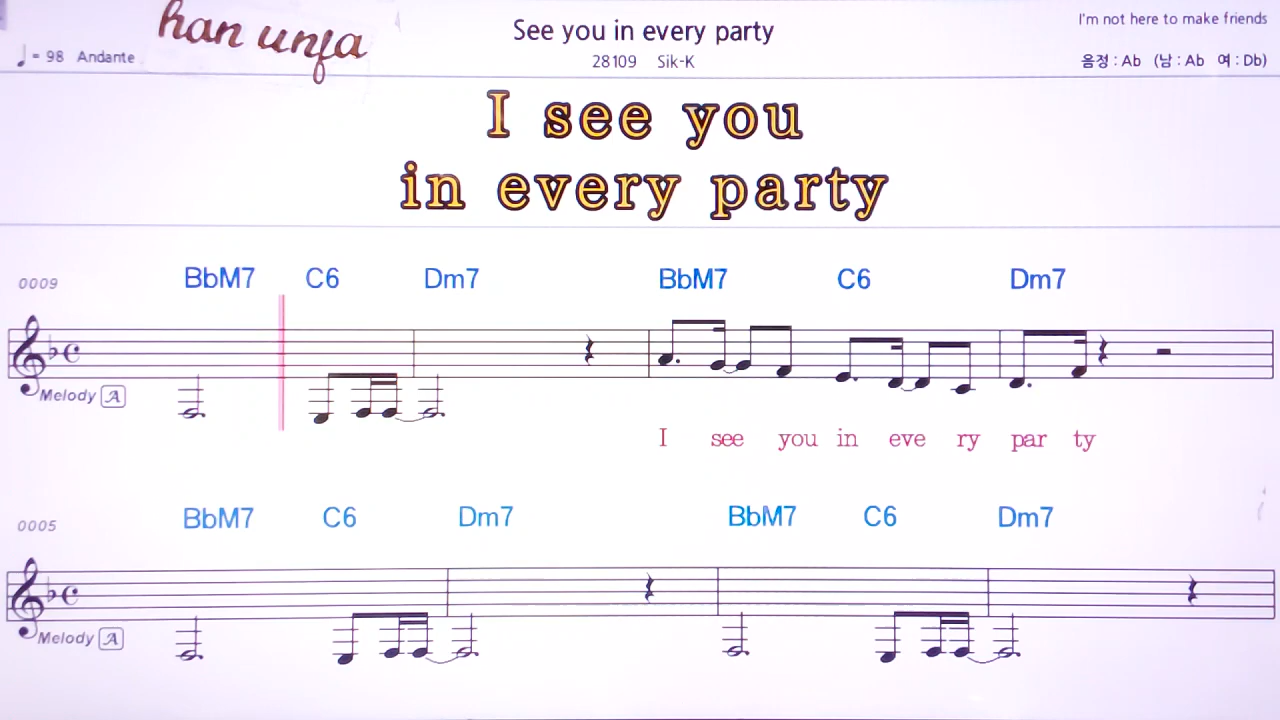 han unja
See you in every party
I'm not here to make friends
♩ = 98 Andante
28109 Sik-K
음정 : Ab (남 : Ab 여 : Db)
I see you
in every party
0009 BbM7 C6 Dm7 BbM7 C6 Dm7
Melody A
I see you in eve ry par ty
0005 BbM7 C6 Dm7 BbM7 C6 Dm7
Melody A